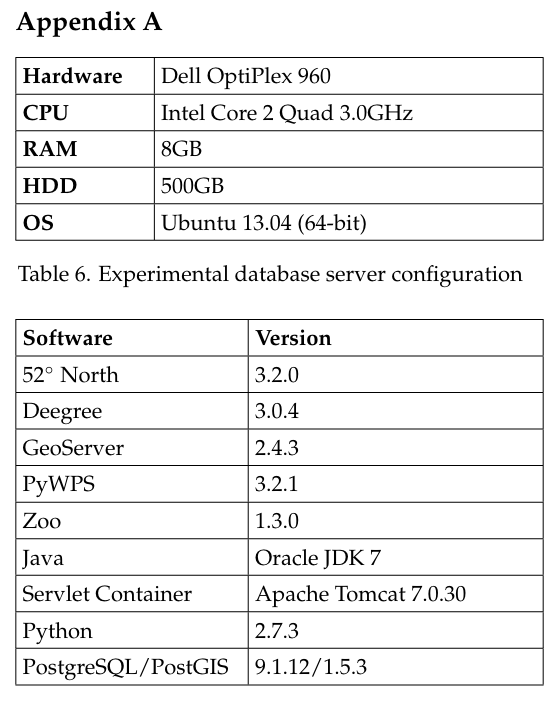 Appendix A
Hardware Dell OptiPlex 960
CPU Intel Core 2 Quad 3.0GHz
RAM 8GB
HDD 500GB
OS Ubuntu 13.04 (64-bit)
Table 6. Experimental database server configuration
Software Version
52° North 3.2.0
Deegree 3.0.4
GeoServer 2.4.3
PyWPS 3.2.1
Zoo 1.3.0
Java Oracle JDK 7
Servlet Container Apache Tomcat 7.0.30
Python 2.7.3
PostgreSQL/PostGIS 9.1.12/1.5.3